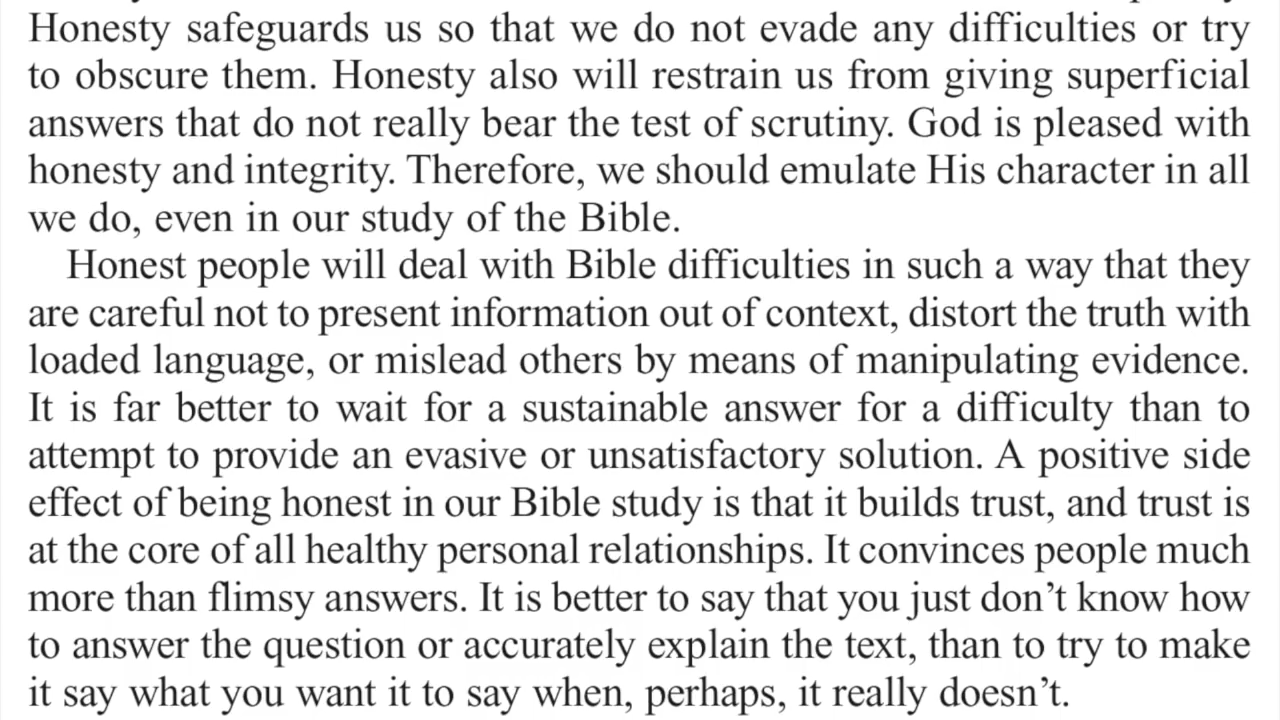 Honesty safeguards us so that we do not evade any difficulties or try
to obscure them. Honesty also will restrain us from giving superficial
answers that do not really bear the test of scrutiny. God is pleased with
honesty and integrity. Therefore, we should emulate His character in all
we do, even in our study of the Bible.
Honest people will deal with Bible difficulties in such a way that they
are careful not to present information out of context, distort the truth with
loaded language, or mislead others by means of manipulating evidence.
It is far better to wait for a sustainable answer for a difficulty than to
attempt to provide an evasive or unsatisfactory solution. A positive side
effect of being honest in our Bible study is that it builds trust, and trust is
at the core of all healthy personal relationships. It convinces people much
more than flimsy answers. It is better to say that you just don’t know how
to answer the question or accurately explain the text, than to try to make
it say what you want it to say when, perhaps, it really doesn’t.